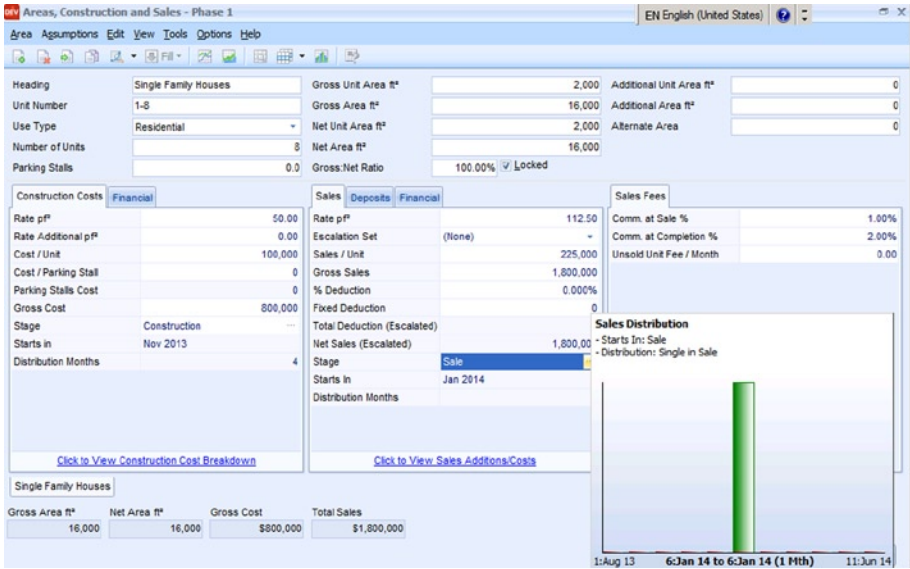 DEV Areas, Construction and Sales - Phase 1
EN English (United States)
Area Assumptions Edit View Tools Options Help
Fill
Heading Single Family Houses Gross Unit Area ft² 2,000 Additional Unit Area ft² 0
Unit Number 1-8 Gross Area ft² 16,000 Additional Area ft² 0
Use Type Residential Net Unit Area ft² 2,000 Alternate Area 0
Number of Units 8 Net Area ft² 16,000
Parking Stalls 0.0 Gross:Net Ratio 100.00% Locked
Construction Costs Financial Sales Deposits Financial Sales Fees
Rate pf² 50.00 Rate pf² 112.50 Comm. at Sale % 1.00%
Rate Additional pf² 0.00 Escalation Set (None) Comm. at Completion % 2.00%
Cost / Unit 100,000 Sales / Unit 225,000 Unsold Unit Fee / Month 0.00
Cost / Parking Stall 0 Gross Sales 1,800,000
Parking Stalls Cost 0 % Deduction 0.000%
Gross Cost 800,000 Fixed Deduction 0
Stage Construction ... Total Deduction (Escalated)
Starts in Nov 2013 Net Sales (Escalated) 1,800,00
Distribution Months 4 Stage Sale
Starts In Jan 2014
Distribution Months
Sales Distribution
- Starts In: Sale
- Distribution: Single in Sale
Click to View Construction Cost Breakdown Click to View Sales Additons/Costs
Single Family Houses
Gross Area ft² Net Area ft² Gross Cost Total Sales
16,000 16,000 $800,000 $1,800,000
1:Aug 13 6:Jan 14 to 6:Jan 14 (1 Mth) 11:Jun 14